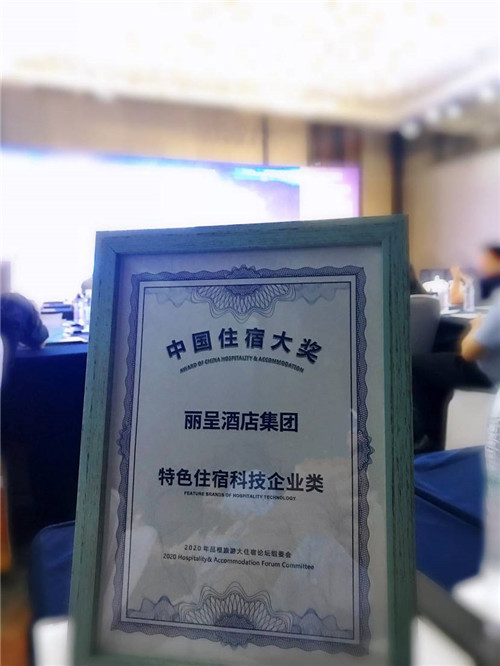 中国住宿大奖
AWARD OF CHINA HOSPITALITY & ACCOMMODATION
丽呈酒店集团
特色住宿科技企业类
FEATURE BRANDS OF HOSPITALITY TECHNOLOGY
2020年品橙旅游大住宿论坛组委会
2020 Hospitality& Accommodation Forum Committee